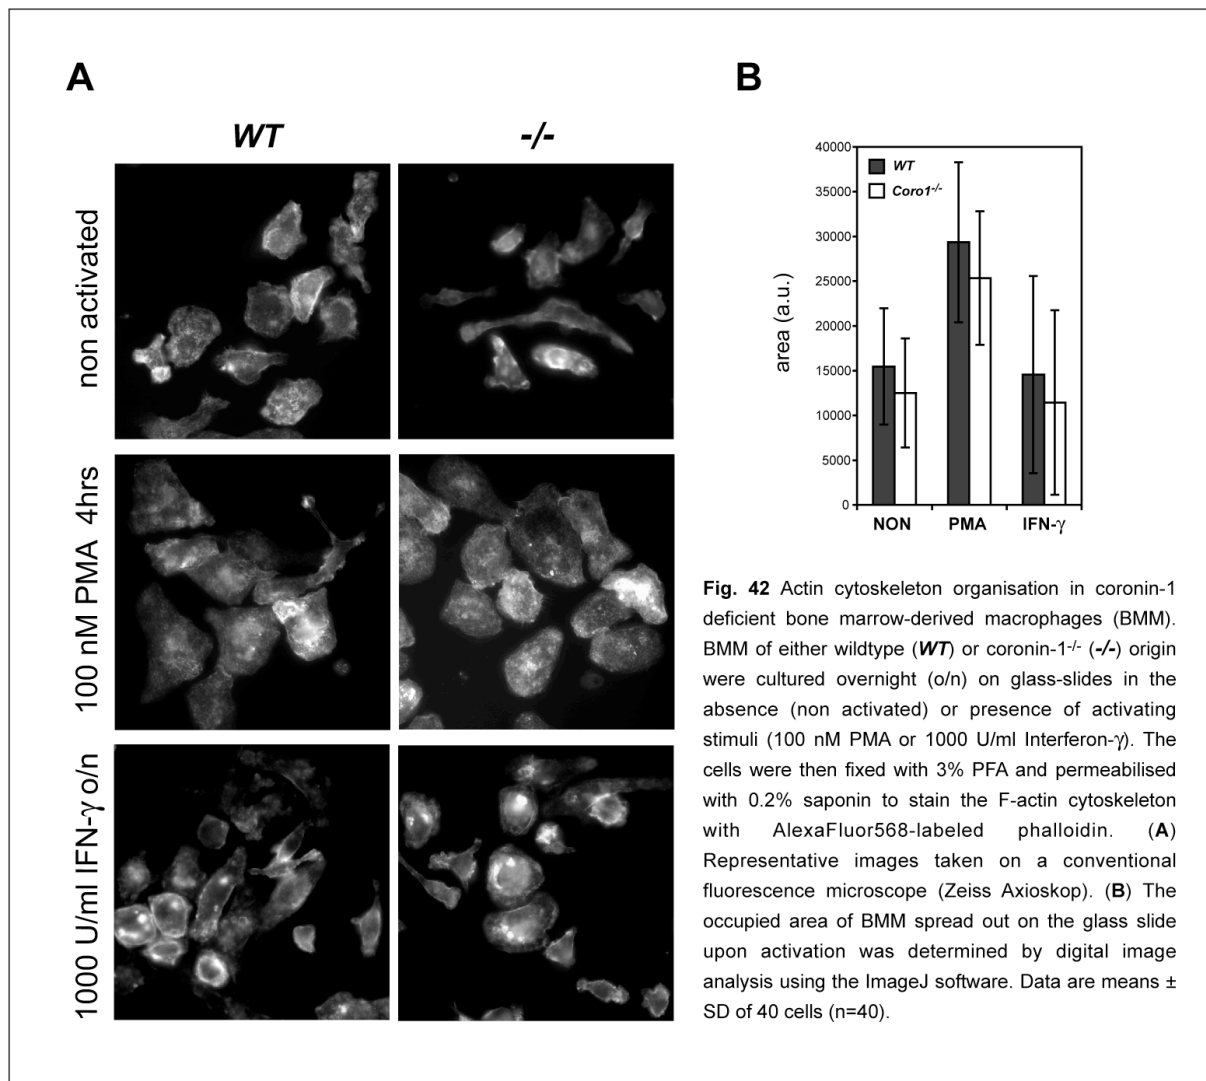 A
B
WT
-/-
non activated
100 nM PMA 4hrs
1000 U/ml IFN-γ o/n
40000
35000
30000
25000
20000
15000
10000
5000
0
area (a.u.)
WT
Coro1-/-
NON
PMA
IFN-γ
Fig. 42 Actin cytoskeleton organisation in coronin-1
deficient bone marrow-derived macrophages (BMM).
BMM of either wildtype (WT) or coronin-1-/- (-/-) origin
were cultured overnight (o/n) on glass-slides in the
absence (non activated) or presence of activating
stimuli (100 nM PMA or 1000 U/ml Interferon-γ). The
cells were then fixed with 3% PFA and permeabilised
with 0.2% saponin to stain the F-actin cytoskeleton
with AlexaFluor568-labeled phalloidin. (A)
Representative images taken on a conventional
fluorescence microscope (Zeiss Axioskop). (B) The
occupied area of BMM spread out on the glass slide
upon activation was determined by digital image
analysis using the ImageJ software. Data are means ±
SD of 40 cells (n=40).